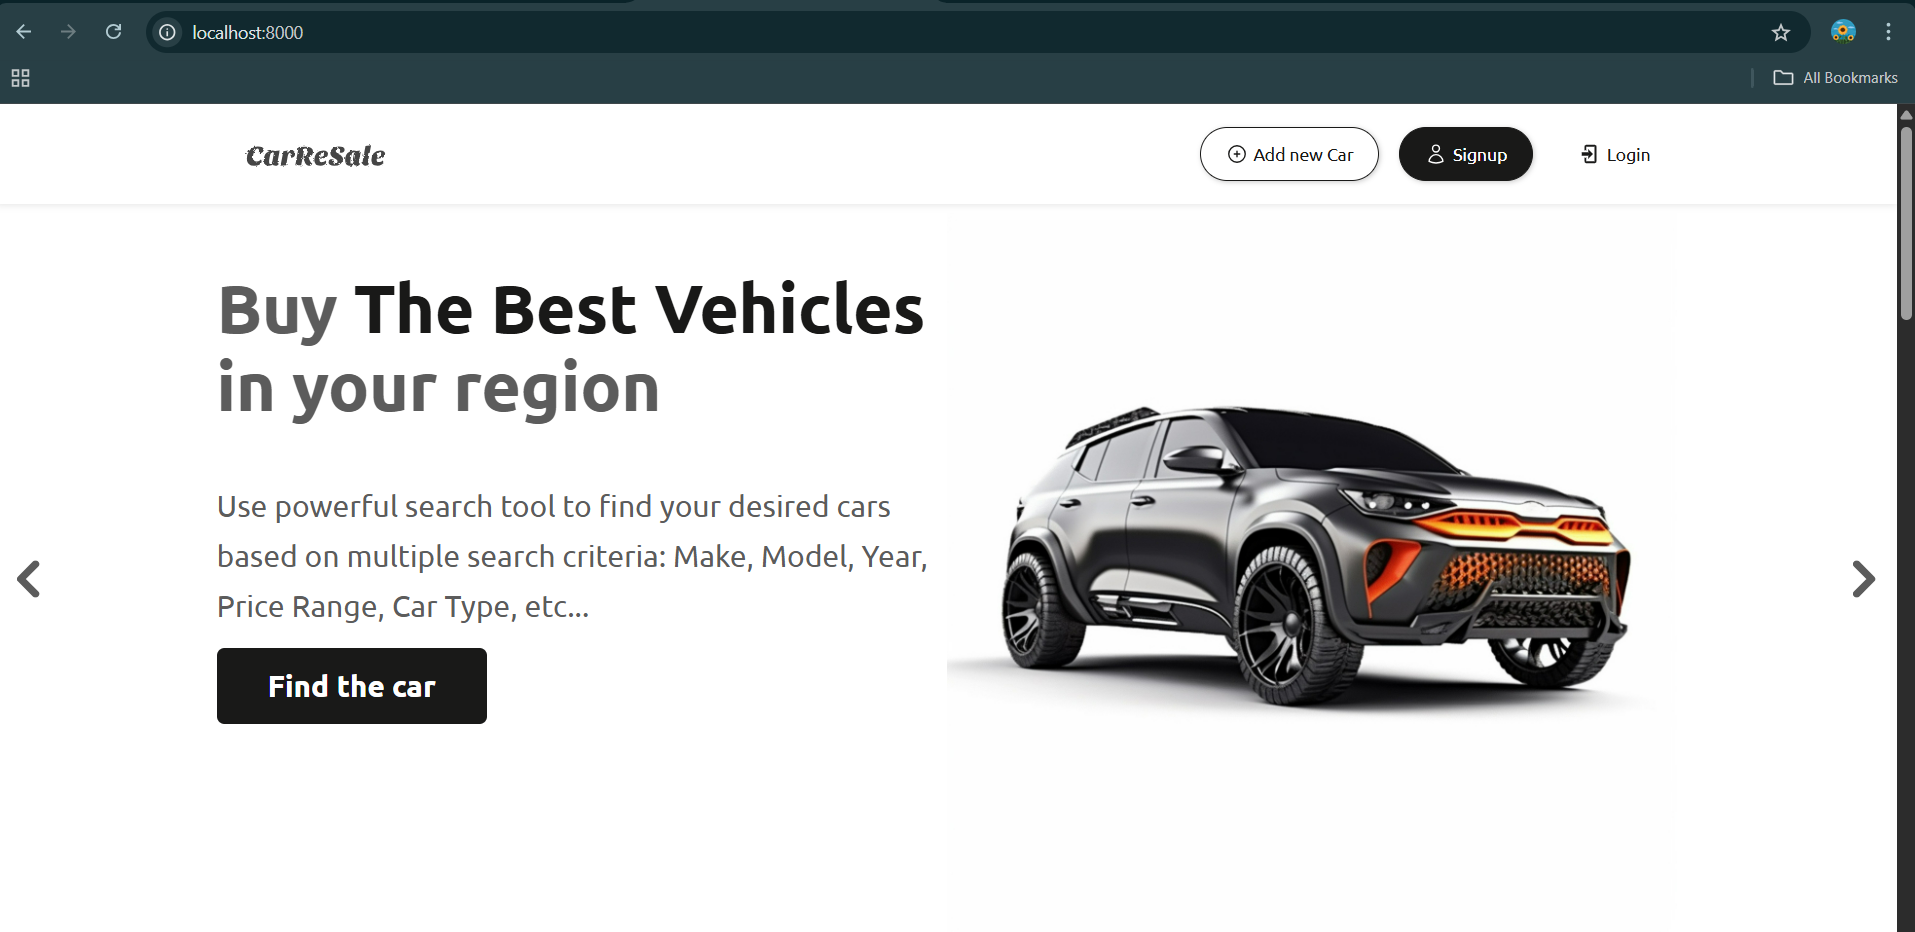 localhost:8000
All Bookmarks
CarReSale
Add new Car
Signup
Login
Buy The Best Vehicles
in your region
Use powerful search tool to find your desired cars
based on multiple search criteria: Make, Model, Year,
Price Range, Car Type, etc...
Find the car